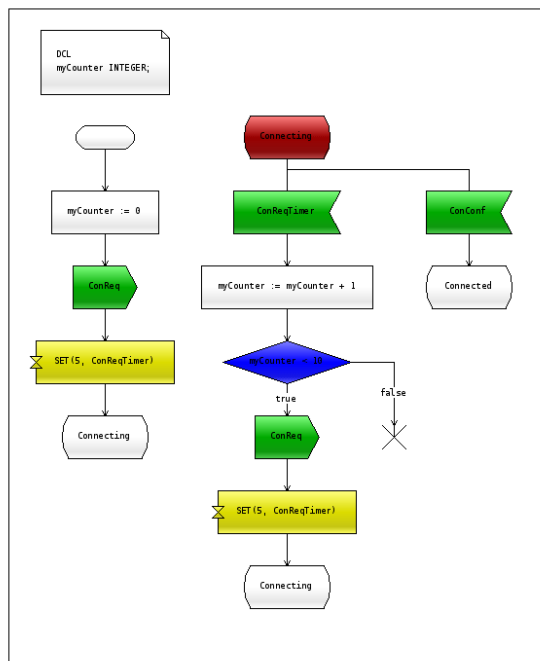 DCL
myCounter INTEGER;
myCounter := 0
ConReq
SET(5, ConReqTimer)
Connecting
Connecting
ConReqTimer
ConConf
myCounter := myCounter + 1
Connected
myCounter < 10
true
false
ConReq
SET(5, ConReqTimer)
Connecting